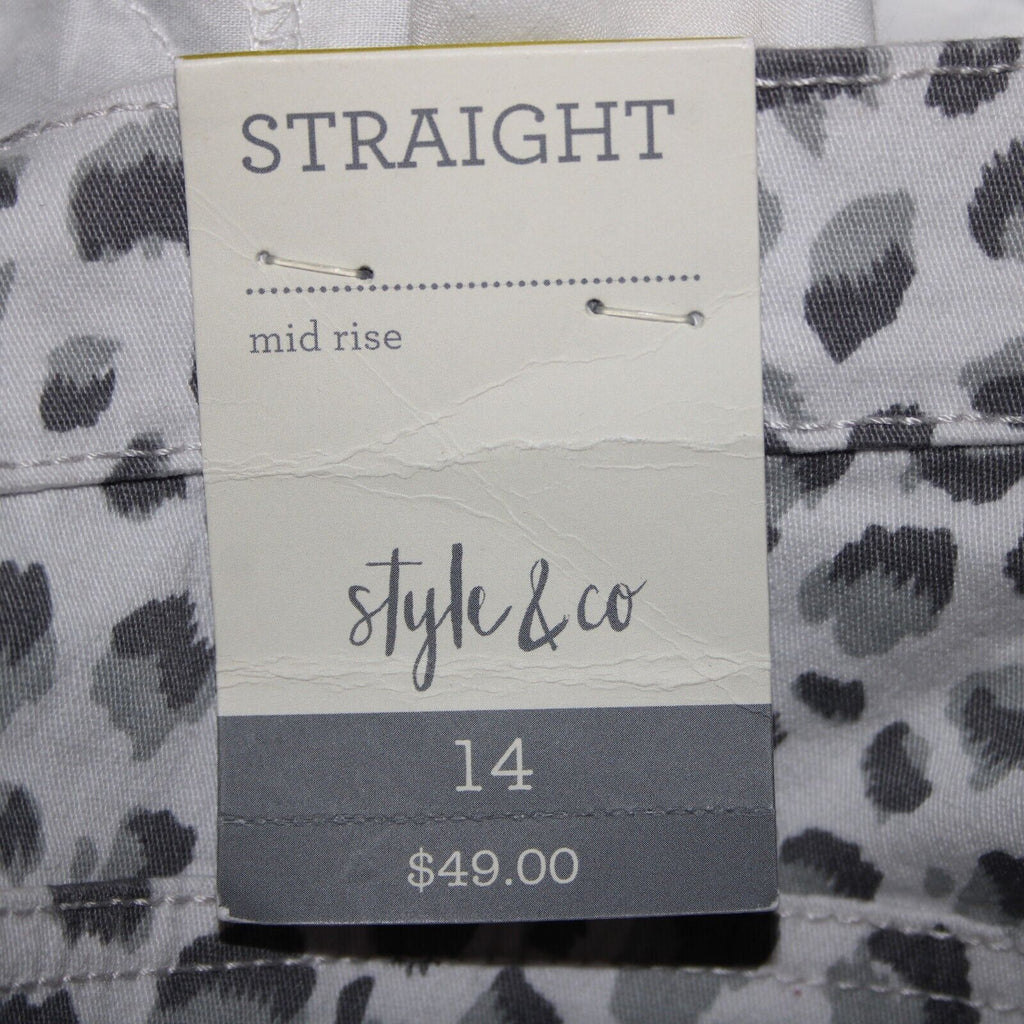 STRAIGHT
mid rise
style & co
14
$49.00